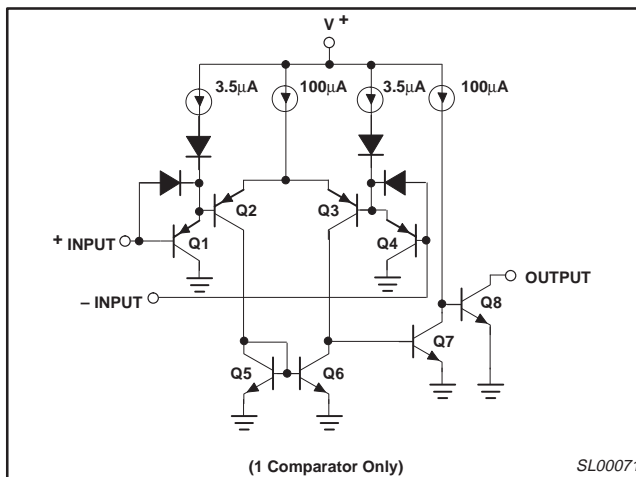 V +
3.5µA
100µA
3.5µA
100µA
Q2
Q3
+ INPUT
Q1
Q4
OUTPUT
– INPUT
Q8
Q7
Q5
Q6
(1 Comparator Only)
SL00071